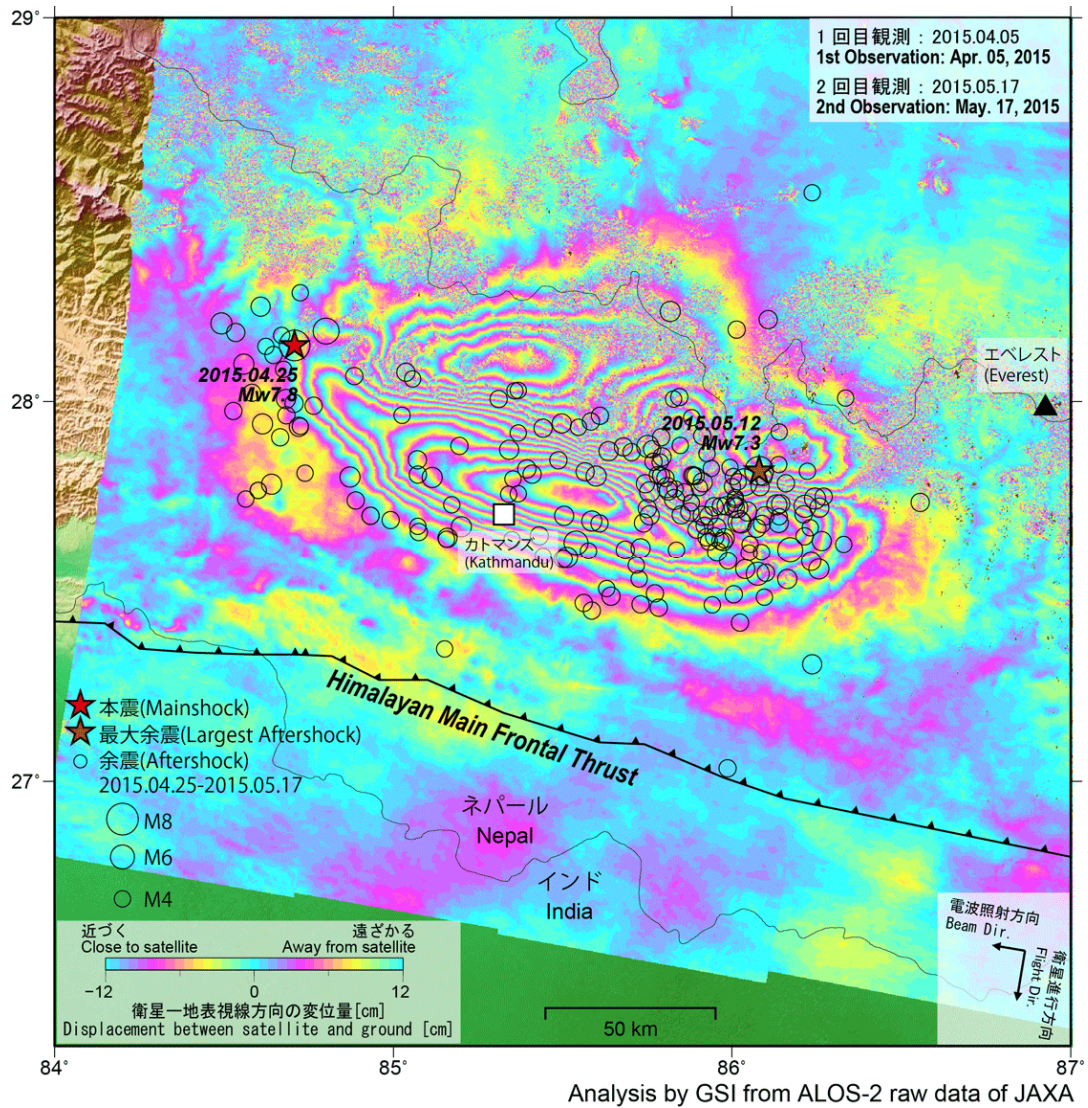 29°
1 回目観測：2015.04.05
1st Observation: Apr. 05, 2015
2 回目観測：2015.05.17
2nd Observation: May. 17, 2015
エベレスト
(Everest)
2015.04.25
Mw7.8
28°
2015.05.12
Mw7.3
カトマンズ
(Kathmandu)
Himalayan Main Frontal Thrust
本震(Mainshock)
最大余震(Largest Aftershock)
余震(Aftershock)
2015.04.25-2015.05.17
27°
M8
M6
M4
ネパール
Nepal
インド
India
近づく 遠ざかる
Close to satellite Away from satellite
−12 0 12
衛星－地表視線方向の変位量[cm]
Displacement between satellite and ground [cm]
50 km
電波照射方向
Beam Dir.
衛星進行方向
Flight Dir.
84° 85° 86° 87°
Analysis by GSI from ALOS-2 raw data of JAXA